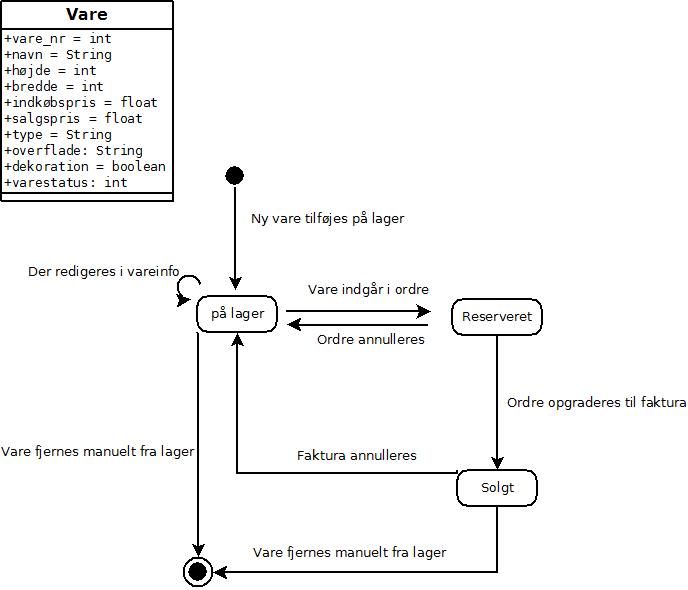 Vare
+vare_nr = int
+navn = String
+højde = int
+bredde = int
+indkøbspris = float
+salgspris = float
+type = String
+overflade: String
+dekoration = boolean
+varestatus: int
Ny vare tilføjes på lager
Der redigeres i vareinfo
Vare indgår i ordre
på lager
Reserveret
Ordre annulleres
Ordre opgraderes til faktura
Vare fjernes manuelt fra lager
Faktura annulleres
Solgt
Vare fjernes manuelt fra lager